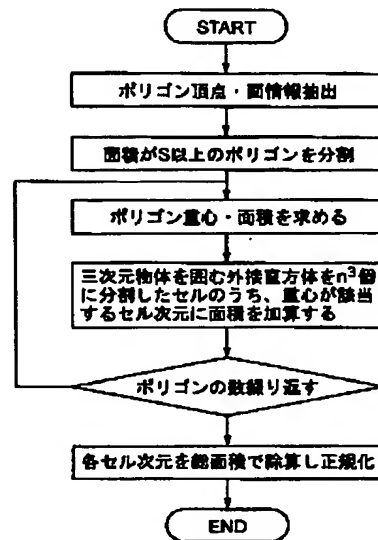 START
ポリゴン頂点・面情報抽出
面積がS以上のポリゴンを分割
ポリゴン重心・面積を求める
三次元物体を囲む外接直方体をn³個
に分割したセルのうち、重心が該当
するセル次元に面積を加算する
ポリゴンの数繰り返す
各セル次元を総面積で除算し正規化
END